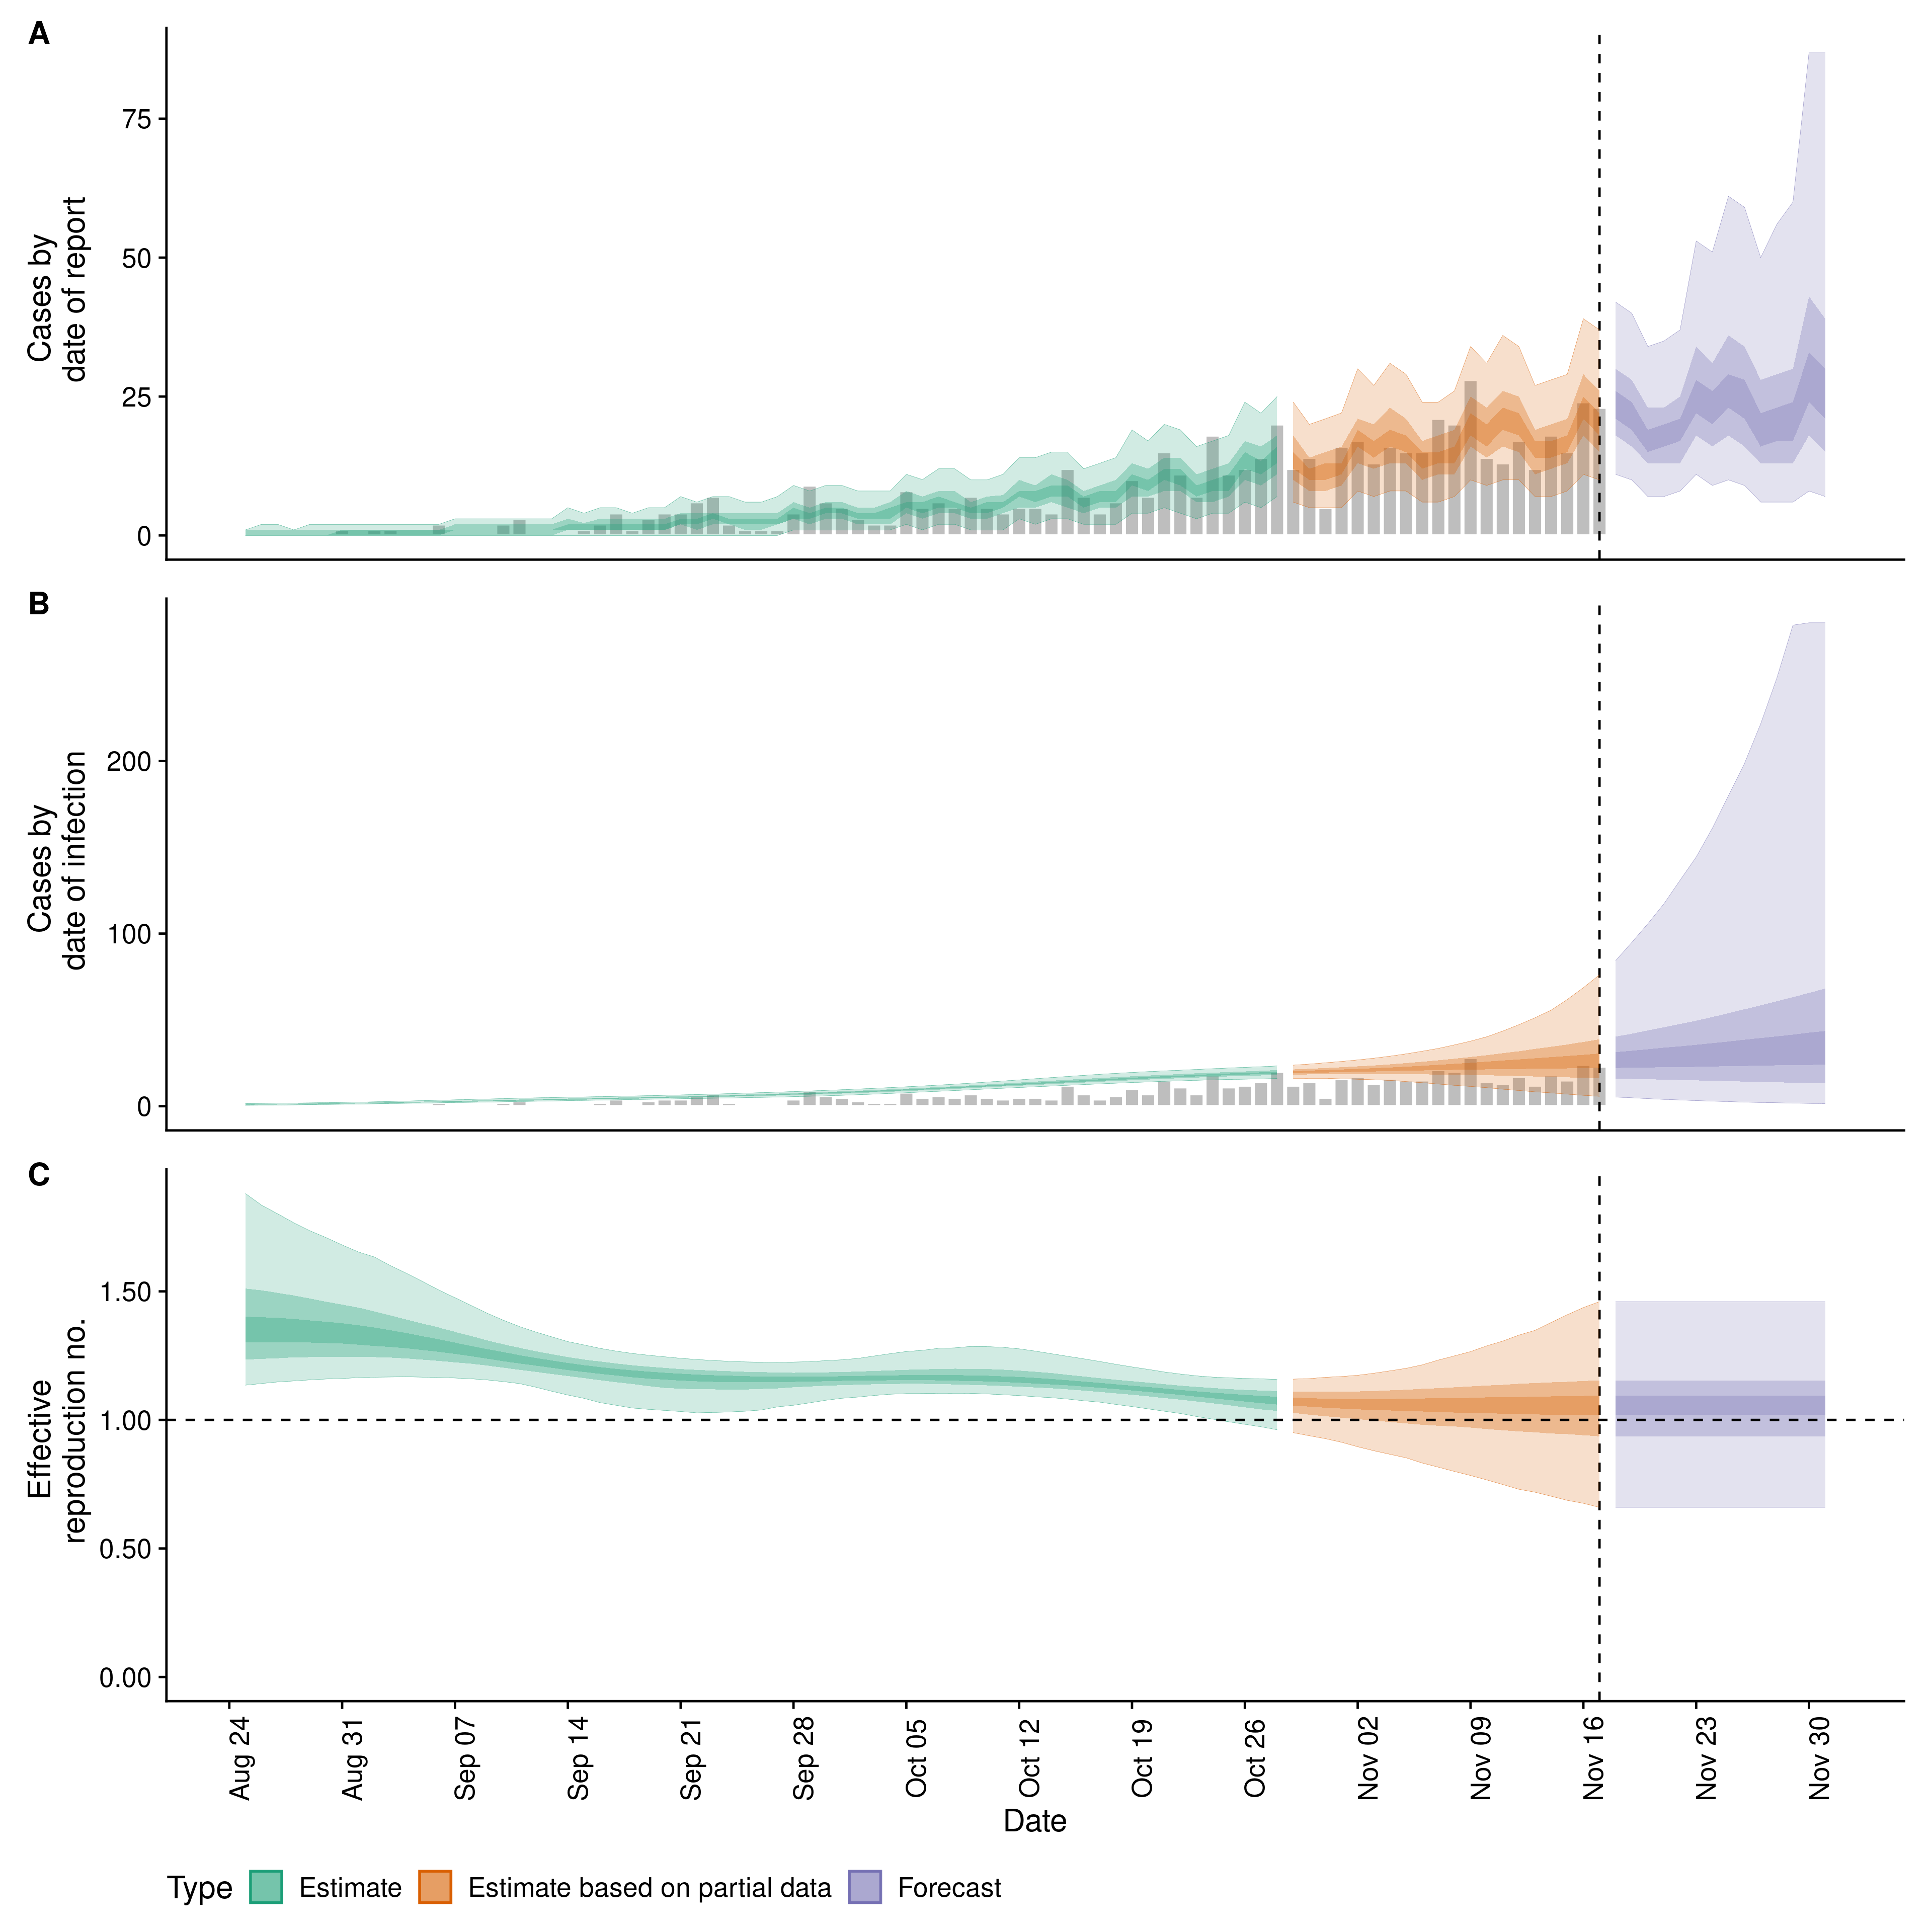 A
Cases by
date of report
75
50
25
0
B
Cases by
date of infection
200
100
0
C
Effective
reproduction no.
1.50
1.00
0.50
0.00
Aug 24
Aug 31
Sep 07
Sep 14
Sep 21
Sep 28
Oct 05
Oct 12
Oct 19
Oct 26
Nov 02
Nov 09
Nov 16
Nov 23
Nov 30
Date
Type Estimate Estimate based on partial data Forecast